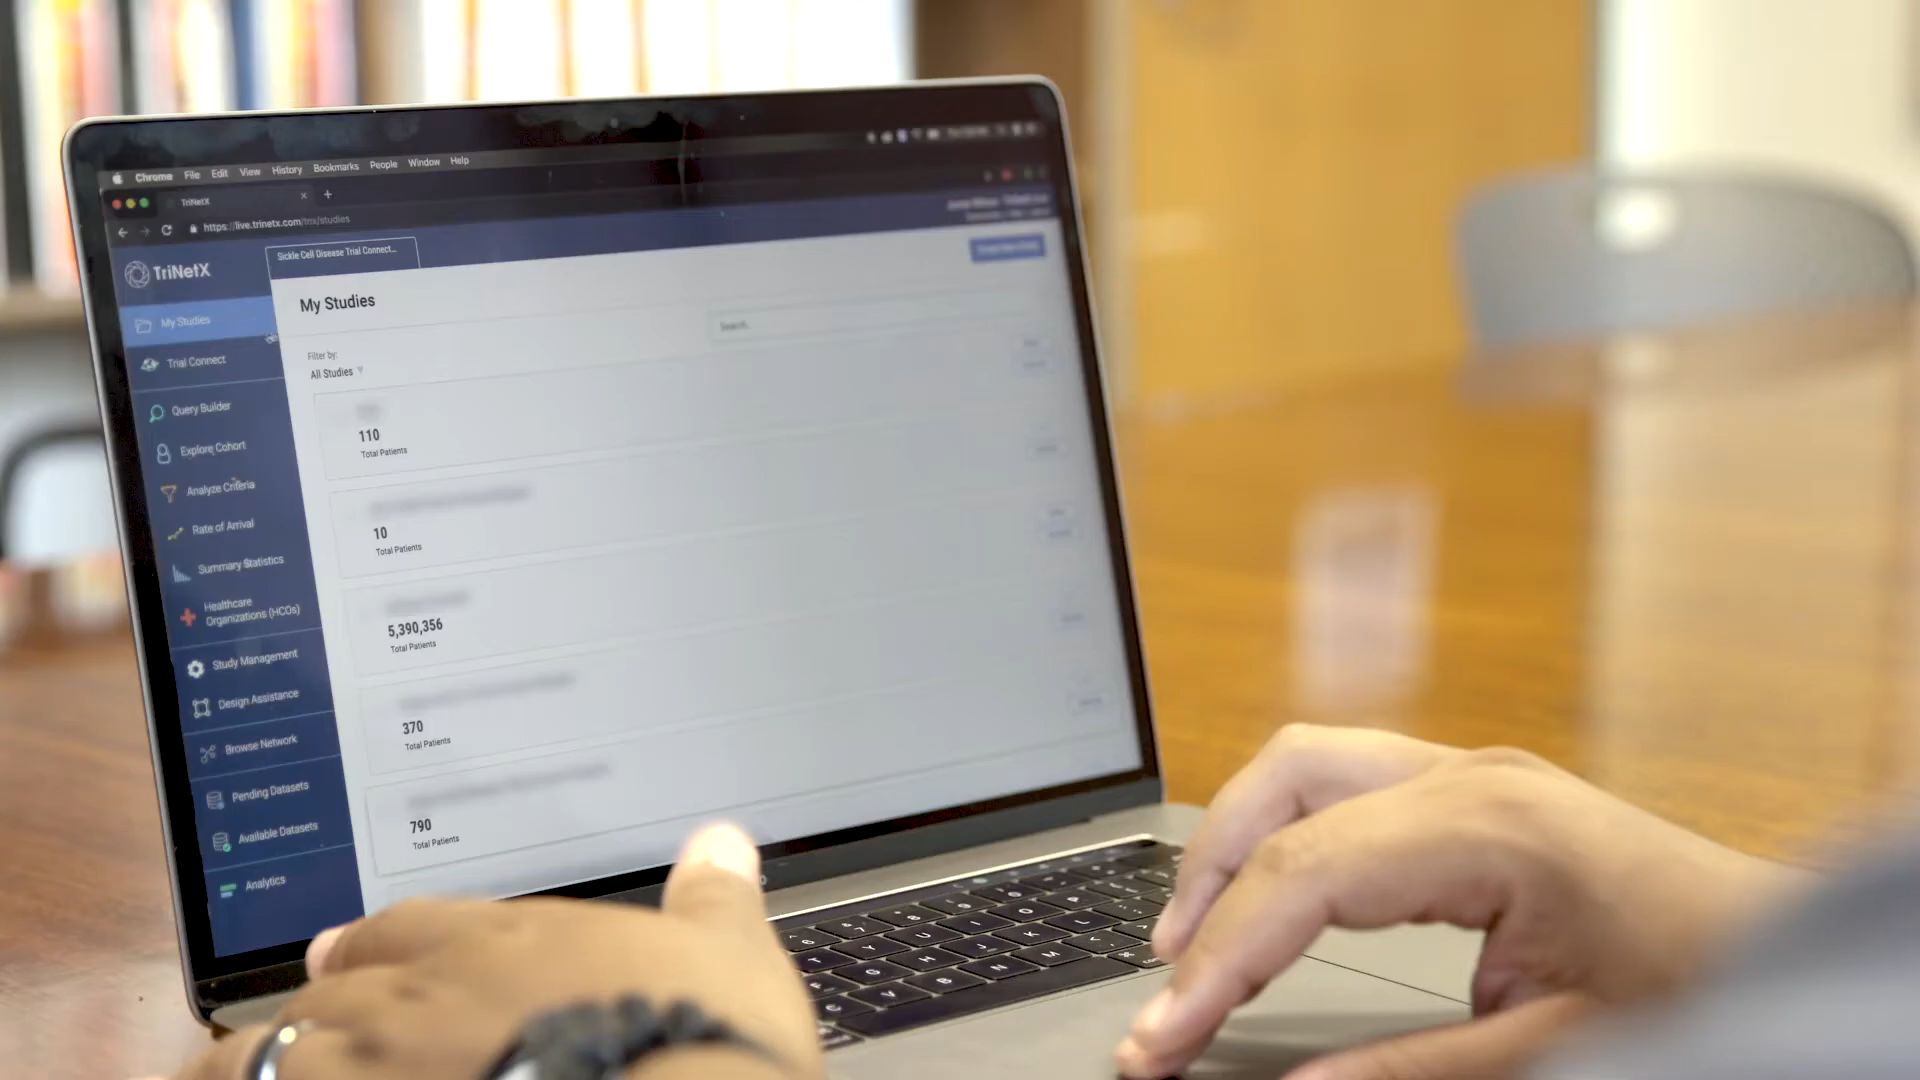 Chrome File Edit View History Bookmarks People Window Help
TriNetX
https://live.trinetx.com/tnx/studies
TriNetX
Sickle Cell Disease Trial Connect...
My Studies
Trial Connect
Query Builder
Explore Cohort
Analyze Criteria
Rate of Arrival
Summary Statistics
Healthcare
Organizations (HCOs)
Study Management
Design Assistance
Browse Network
Pending Datasets
Available Datasets
Analytics
My Studies
Search...
Filter by:
All Studies
110
Total Patients
10
Total Patients
5,390,356
Total Patients
370
Total Patients
790
Total Patients